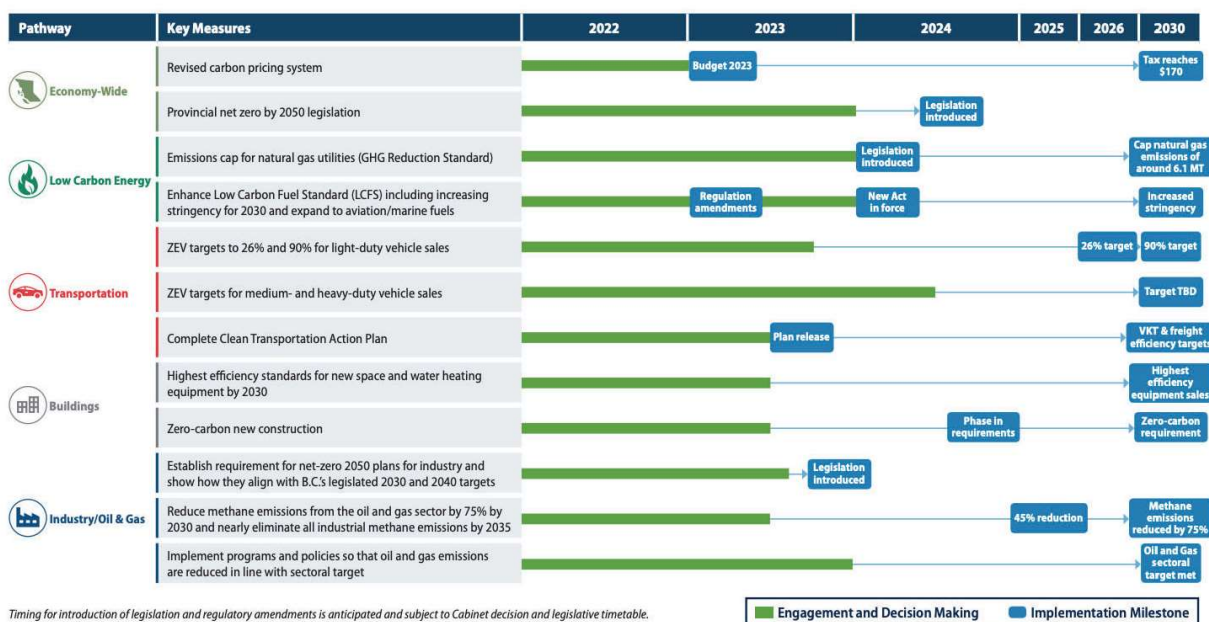 Pathway
Key Measures
2022
2023
2024
2025
2026
2030
Economy-Wide
Revised carbon pricing system
Budget 2023
Tax reaches
$170
Provincial net zero by 2050 legislation
Legislation
introduced
Low Carbon Energy
Emissions cap for natural gas utilities (GHG Reduction Standard)
Legislation
introduced
Cap natural gas
emissions of
around 6.1 MT
Enhance Low Carbon Fuel Standard (LCFS) including increasing
stringency for 2030 and expand to aviation/marine fuels
Regulation
amendments
New Act
in force
Increased
stringency
Transportation
ZEV targets to 26% and 90% for light-duty vehicle sales
26% target
90% target
ZEV targets for medium- and heavy-duty vehicle sales
Target TBD
Complete Clean Transportation Action Plan
Plan release
VKT & freight
efficiency targets
Buildings
Highest efficiency standards for new space and water heating
equipment by 2030
Highest
efficiency
equipment sales
Zero-carbon new construction
Phase in
requirements
Zero-carbon
requirement
Industry/Oil & Gas
Establish requirement for net-zero 2050 plans for industry and
show how they align with B.C.'s legislated 2030 and 2040 targets
Legislation
introduced
Reduce methane emissions from the oil and gas sector by 75% by
2030 and nearly eliminate all industrial methane emissions by 2035
45% reduction
Methane
emissions
reduced by 75%
Implement programs and policies so that oil and gas emissions
are reduced in line with sectoral target
Oil and Gas
sectoral
target met
Timing for introduction of legislation and regulatory amendments is anticipated and subject to Cabinet decision and legislative timetable.
Engagement and Decision Making
Implementation Milestone